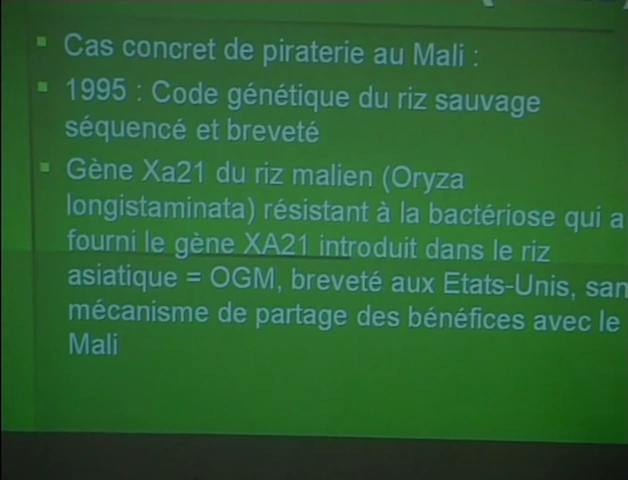 Cas concret de piraterie au Mali :
1995 : Code génétique du riz sauvage
séquencé et breveté
Gène Xa21 du riz malien (Oryza
longistaminata) résistant à la bactériose qui a
fourni le gène XA21 introduit dans le riz
asiatique = OGM, breveté aux Etats-Unis, san
mécanisme de partage des bénéfices avec le
Mali